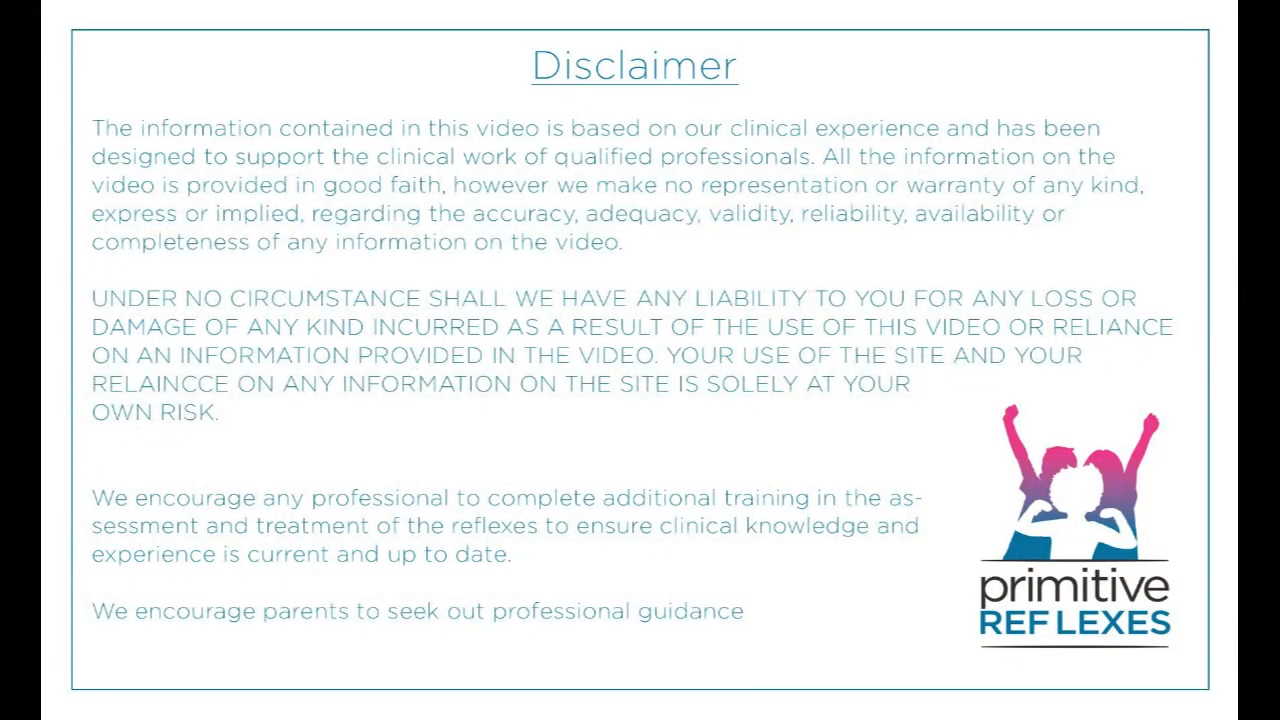 Disclaimer
The information contained in this video is based on our clinical experience and has been
designed to support the clinical work of qualified professionals. All the information on the
video is provided in good faith, however we make no representation or warranty of any kind,
express or implied, regarding the accuracy, adequacy, validity, reliability, availability or
completeness of any information on the video.
UNDER NO CIRCUMSTANCE SHALL WE HAVE ANY LIABILITY TO YOU FOR ANY LOSS OR
DAMAGE OF ANY KIND INCURRED AS A RESULT OF THE USE OF THIS VIDEO OR RELIANCE
ON AN INFORMATION PROVIDED IN THE VIDEO. YOUR USE OF THE SITE AND YOUR
RELAINCCE ON ANY INFORMATION ON THE SITE IS SOLELY AT YOUR
OWN RISK.
We encourage any professional to complete additional training in the as-
sessment and treatment of the reflexes to ensure clinical knowledge and
experience is current and up to date.
We encourage parents to seek out professional guidance
primitive
REFLEXES